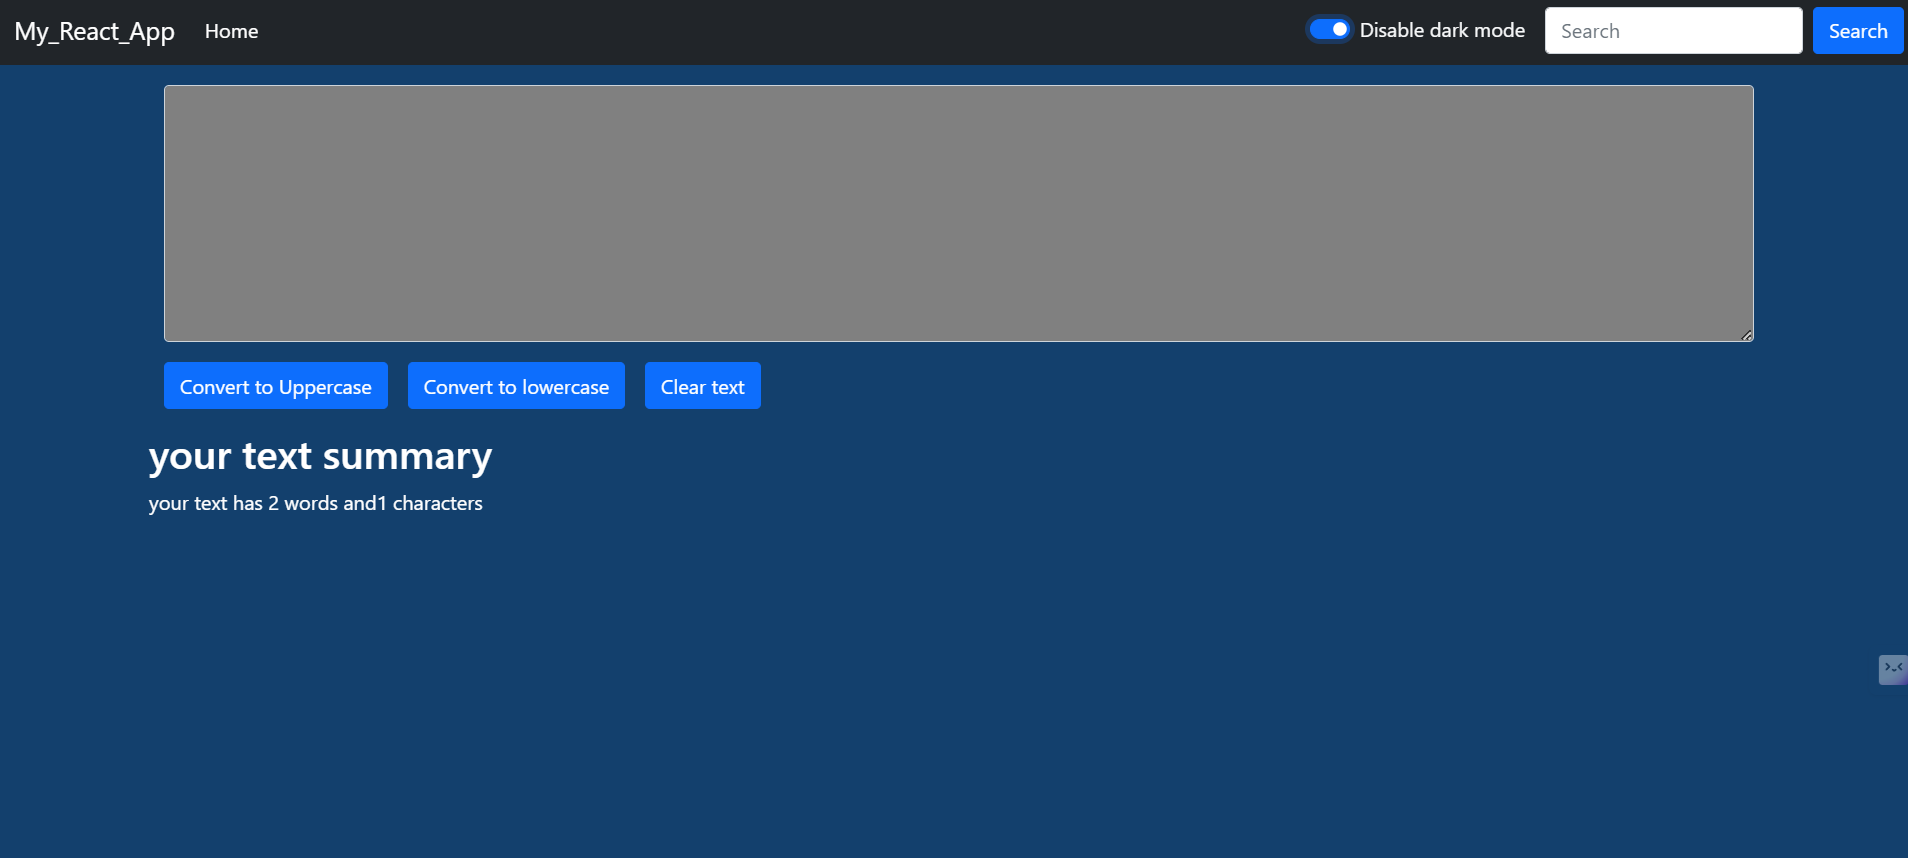 My_React_App Home Disable dark mode Search Search
Convert to Uppercase Convert to lowercase Clear text
your text summary
your text has 2 words and1 characters